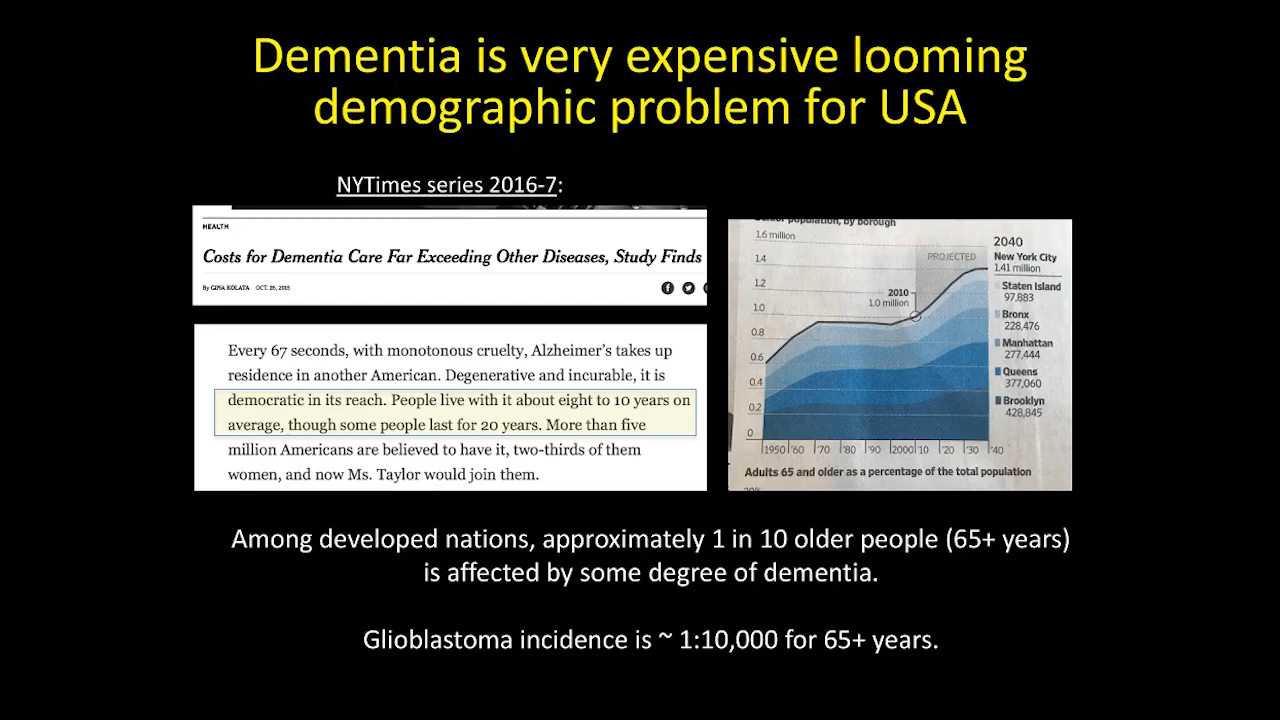 Dementia is very expensive looming
demographic problem for USA
NYTimes series 2016-7:
HEALTH
Costs for Dementia Care Far Exceeding Other Diseases, Study Finds
By GINA KOLATA OCT. 26, 2015
Every 67 seconds, with monotonous cruelty, Alzheimer's takes up
residence in another American. Degenerative and incurable, it is
democratic in its reach. People live with it about eight to 10 years on
average, though some people last for 20 years. More than five
million Americans are believed to have it, two-thirds of them
women, and now Ms. Taylor would join them.
Senior population, by borough
1.6 million
1.4
1.2
1.0
0.8
0.6
0.4
0.2
0
PROJECTED
2010
1.0 million
1950 '60 '70 '80 '90 2000 '10 '20 '30 '40
2040
New York City
1.41 million
Staten Island
97,883
Bronx
228,476
Manhattan
277,444
Queens
377,060
Brooklyn
428,845
Adults 65 and older as a percentage of the total population
20%
Among developed nations, approximately 1 in 10 older people (65+ years)
is affected by some degree of dementia.
Glioblastoma incidence is ~ 1:10,000 for 65+ years.